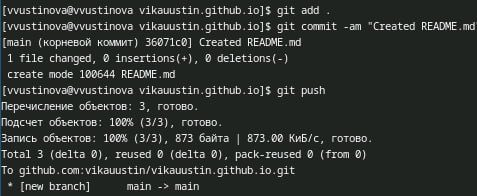 [vvustinova@vvustinova vikauustin.github.io]$ git add .
[vvustinova@vvustinova vikauustin.github.io]$ git commit -am "Created README.md"
[main (корневой коммит) 36071c0] Created README.md
1 file changed, 0 insertions(+), 0 deletions(-)
create mode 100644 README.md
[vvustinova@vvustinova vikauustin.github.io]$ git push
Перечисление объектов: 3, готово.
Подсчет объектов: 100% (3/3), готово.
Запись объектов: 100% (3/3), 873 байта | 873.00 КиБ/с, готово.
Total 3 (delta 0), reused 0 (delta 0), pack-reused 0 (from 0)
To github.com:vikauustin/vikauustin.github.io.git
* [new branch]      main -> main